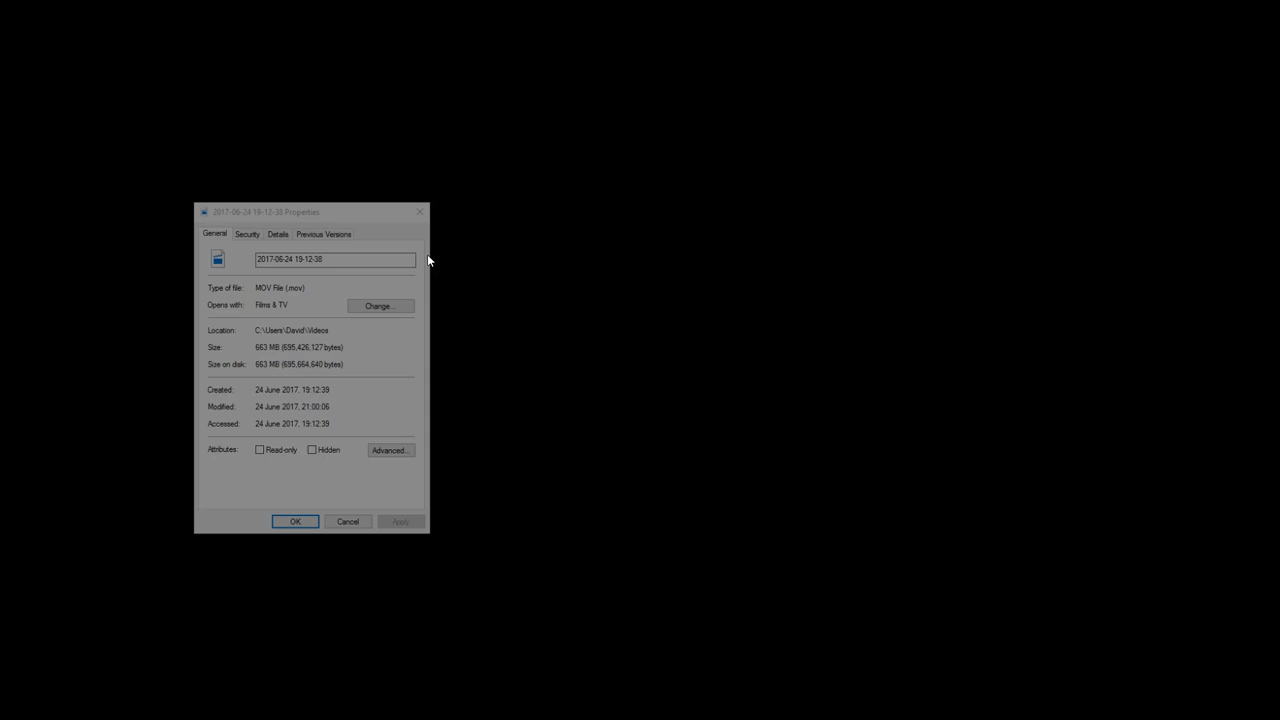 2017-06-24 19-12-38 Properties
General Security Details Previous Versions
2017-06-24 19-12-38
Type of file: MOV File (.mov)
Opens with: Films & TV Change...
Location: C:\Users\David\Videos
Size: 663 MB (695,426,127 bytes)
Size on disk: 663 MB (695,664,640 bytes)
Created: 24 June 2017, 19:12:39
Modified: 24 June 2017, 21:00:06
Accessed: 24 June 2017, 19:12:39
Attributes: Read-only Hidden Advanced...
OK Cancel Apply